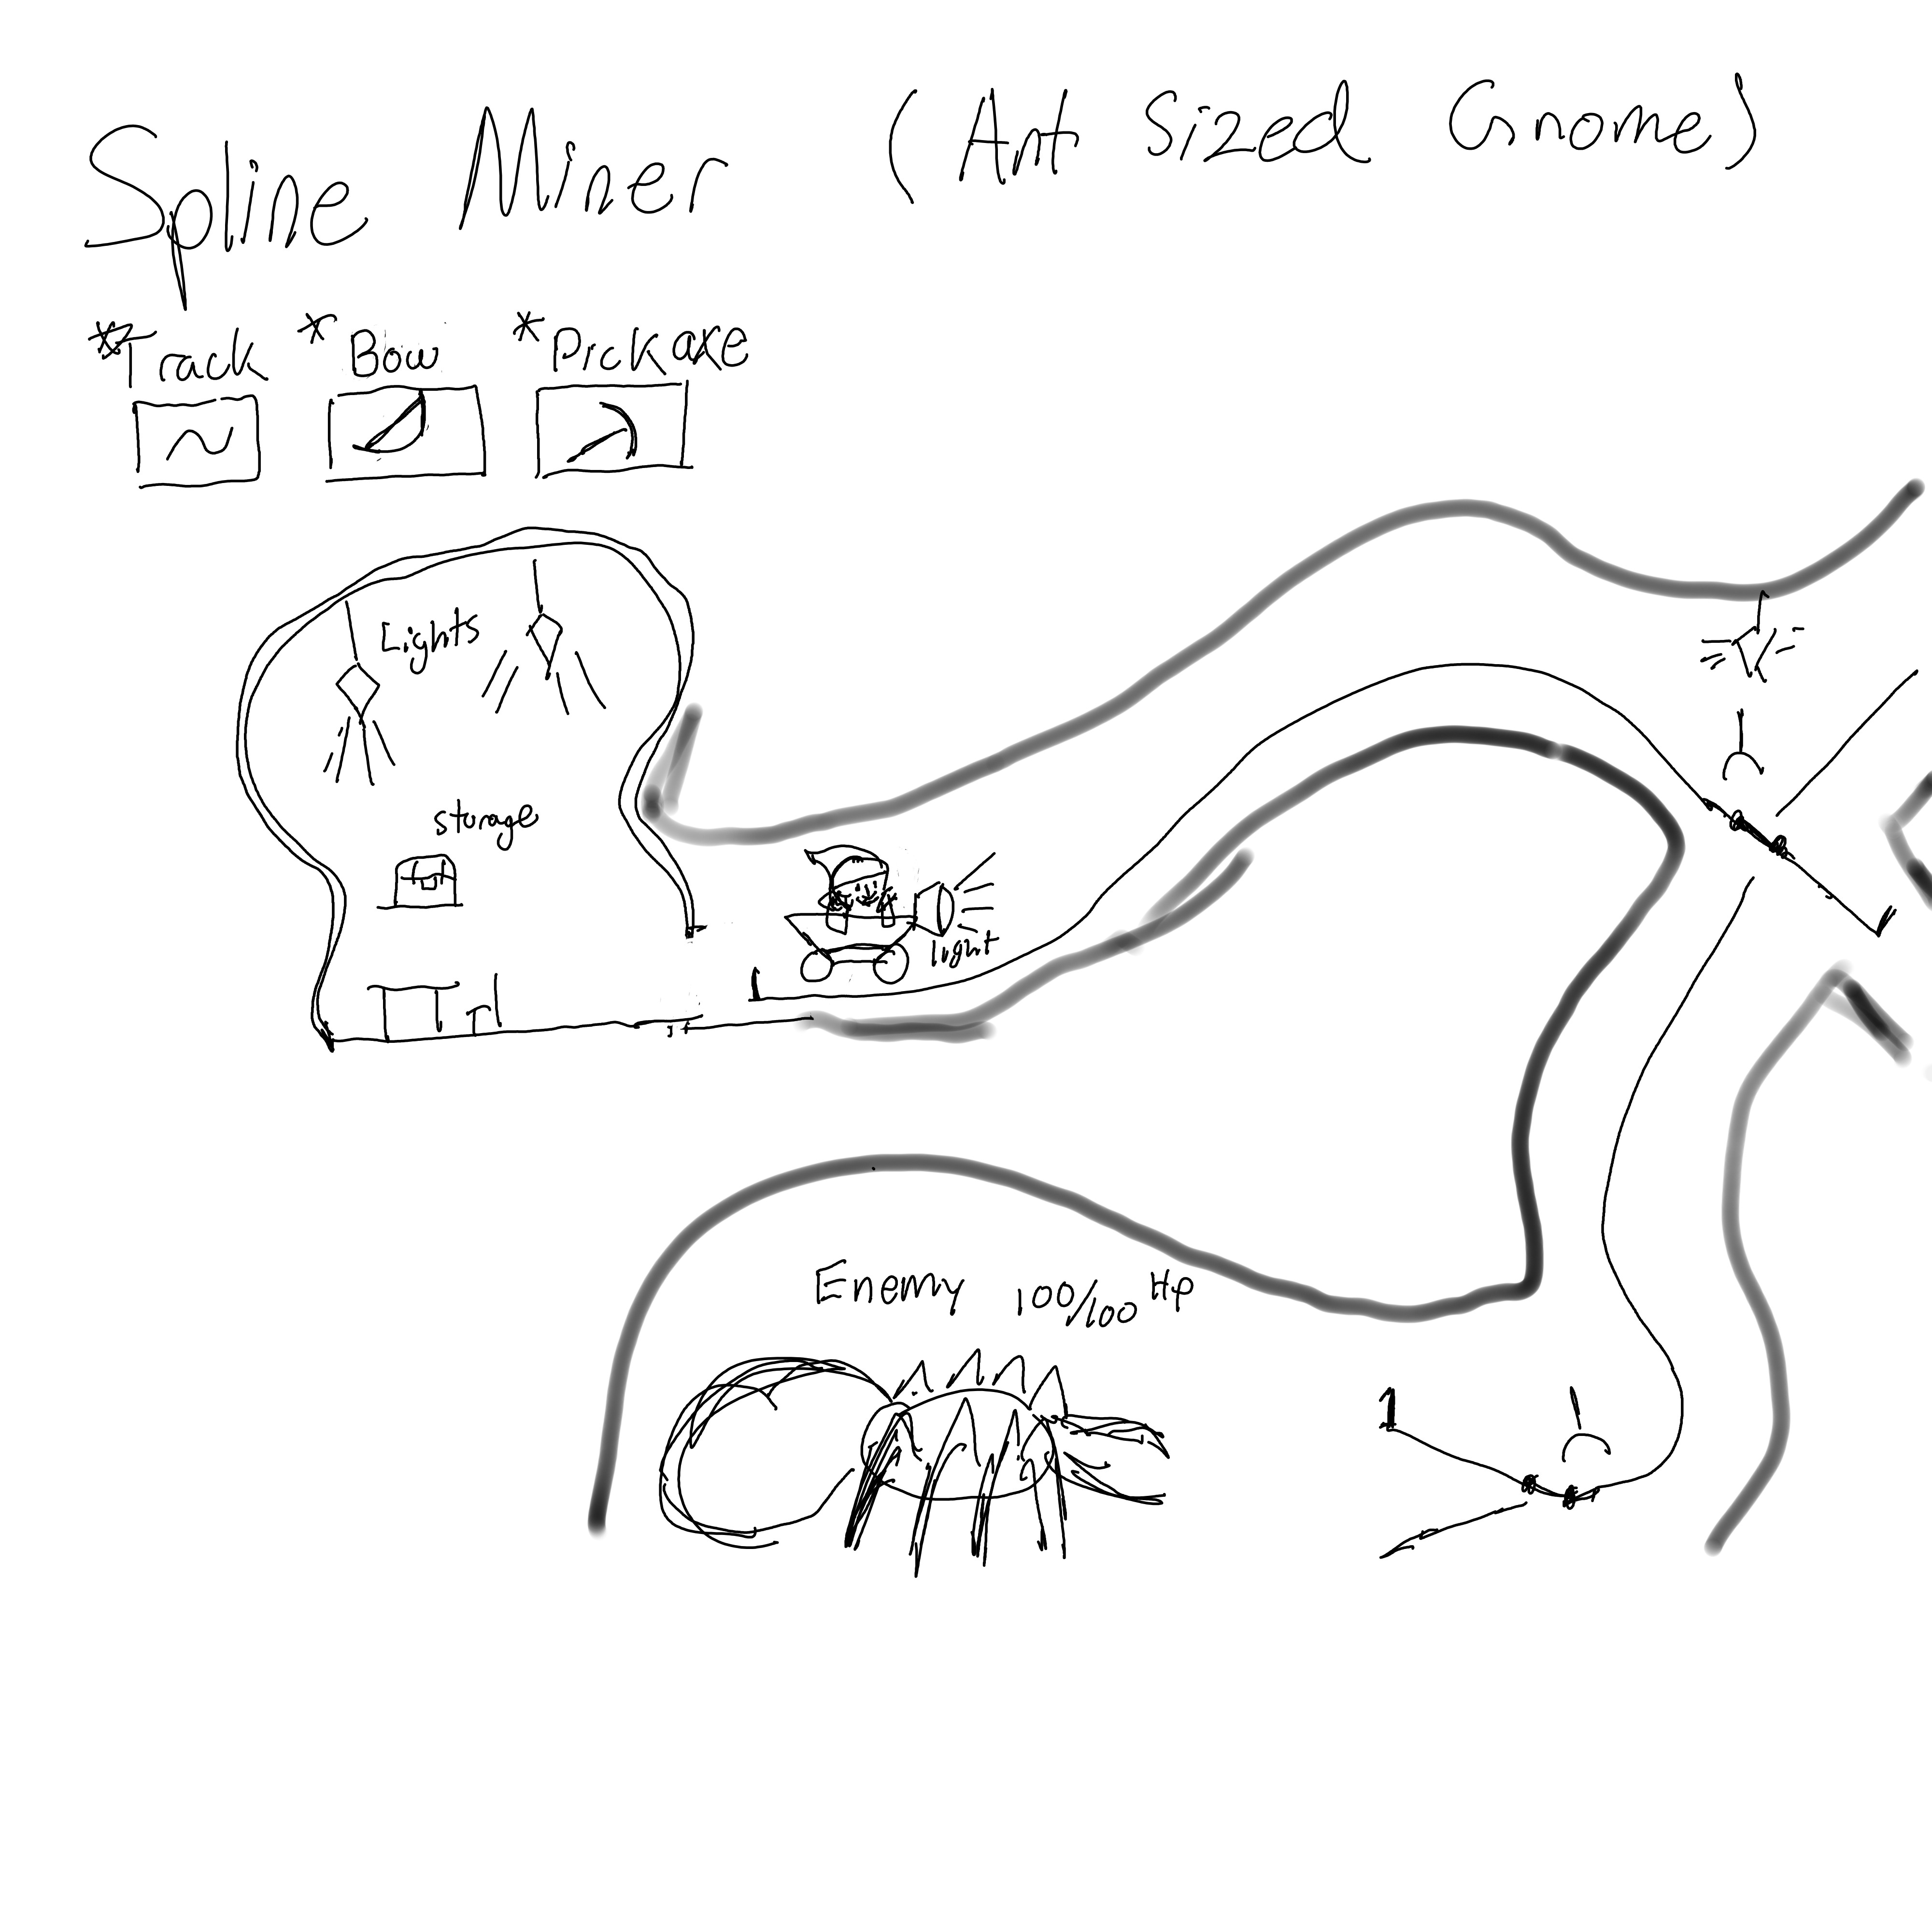 Spline Miner (Ant Sized Gnome)
*Track *Bow *Pickaxe
Lights
storage
light
Enemy 100/100 HP